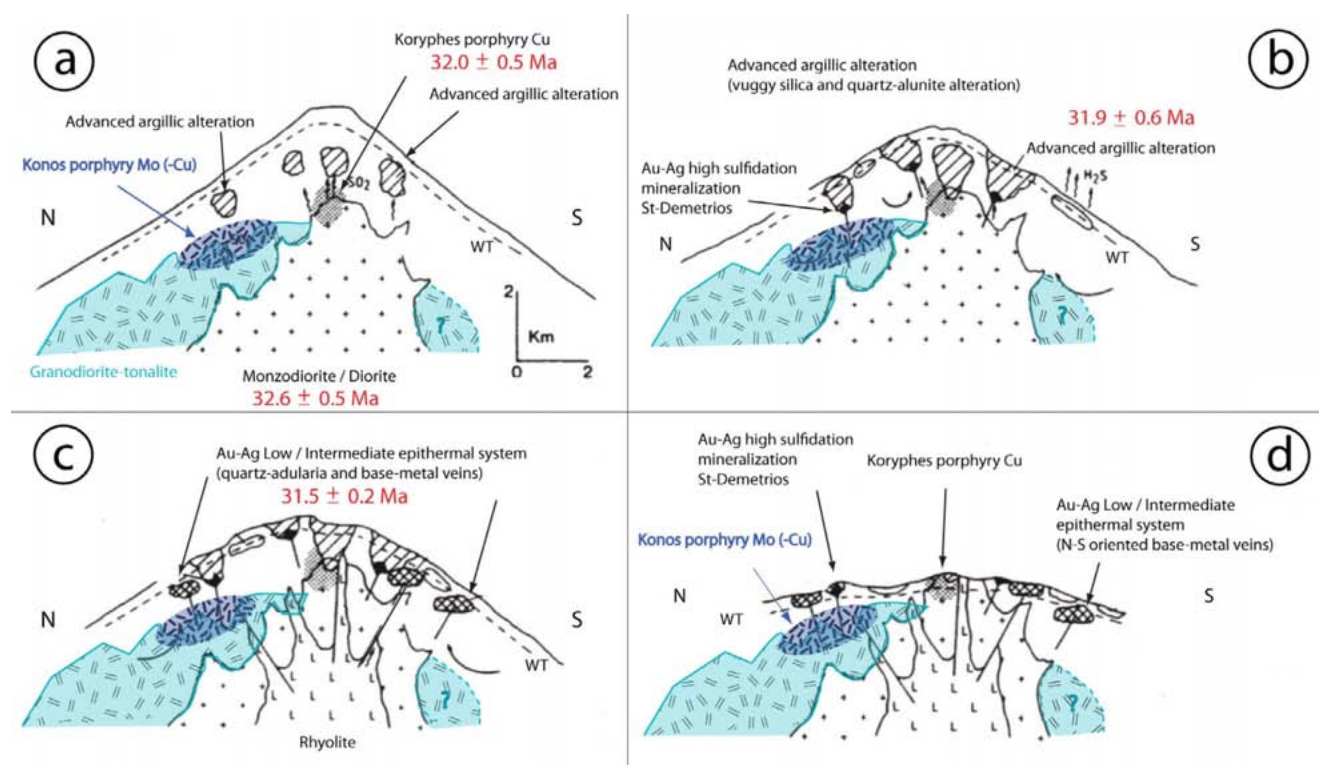 a
Koryphes porphyry Cu
32.0 ± 0.5 Ma
Advanced argillic alteration
Advanced argillic alteration
Konos porphyry Mo (-Cu)
SO2
N
S
WT
2
Km
0 2
?
Granodiorite-tonalite
Monzodiorite / Diorite
32.6 ± 0.5 Ma
b
Advanced argillic alteration
(vuggy silica and quartz-alunite alteration)
31.9 ± 0.6 Ma
Advanced argillic alteration
Au-Ag high sulfidation
mineralization
St-Demetrios
H2S
N
S
WT
?
c
Au-Ag Low / Intermediate epithermal system
(quartz-adularia and base-metal veins)
31.5 ± 0.2 Ma
N
S
WT
L L L
L L
L L L
L L
L L L
?
Rhyolite
d
Au-Ag high sulfidation
mineralization
St-Demetrios
Koryphes porphyry Cu
Au-Ag Low / Intermediate
epithermal system
(N-S oriented base-metal veins)
Konos porphyry Mo (-Cu)
N
S
WT
L L L
L L
L L L
L L
L L L
?